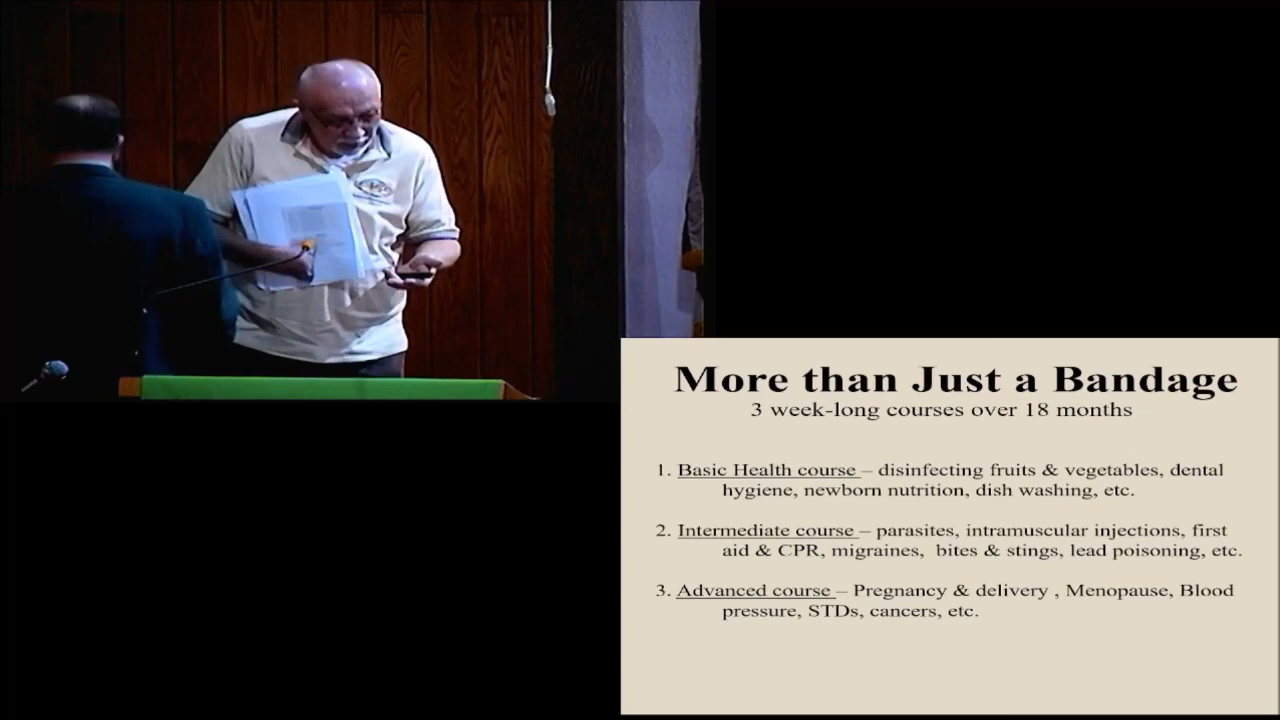 More than Just a Bandage
3 week-long courses over 18 months
1. Basic Health course – disinfecting fruits & vegetables, dental
hygiene, newborn nutrition, dish washing, etc.
2. Intermediate course – parasites, intramuscular injections, first
aid & CPR, migraines,  bites & stings, lead poisoning, etc.
3. Advanced course – Pregnancy & delivery , Menopause, Blood
pressure, STDs, cancers, etc.